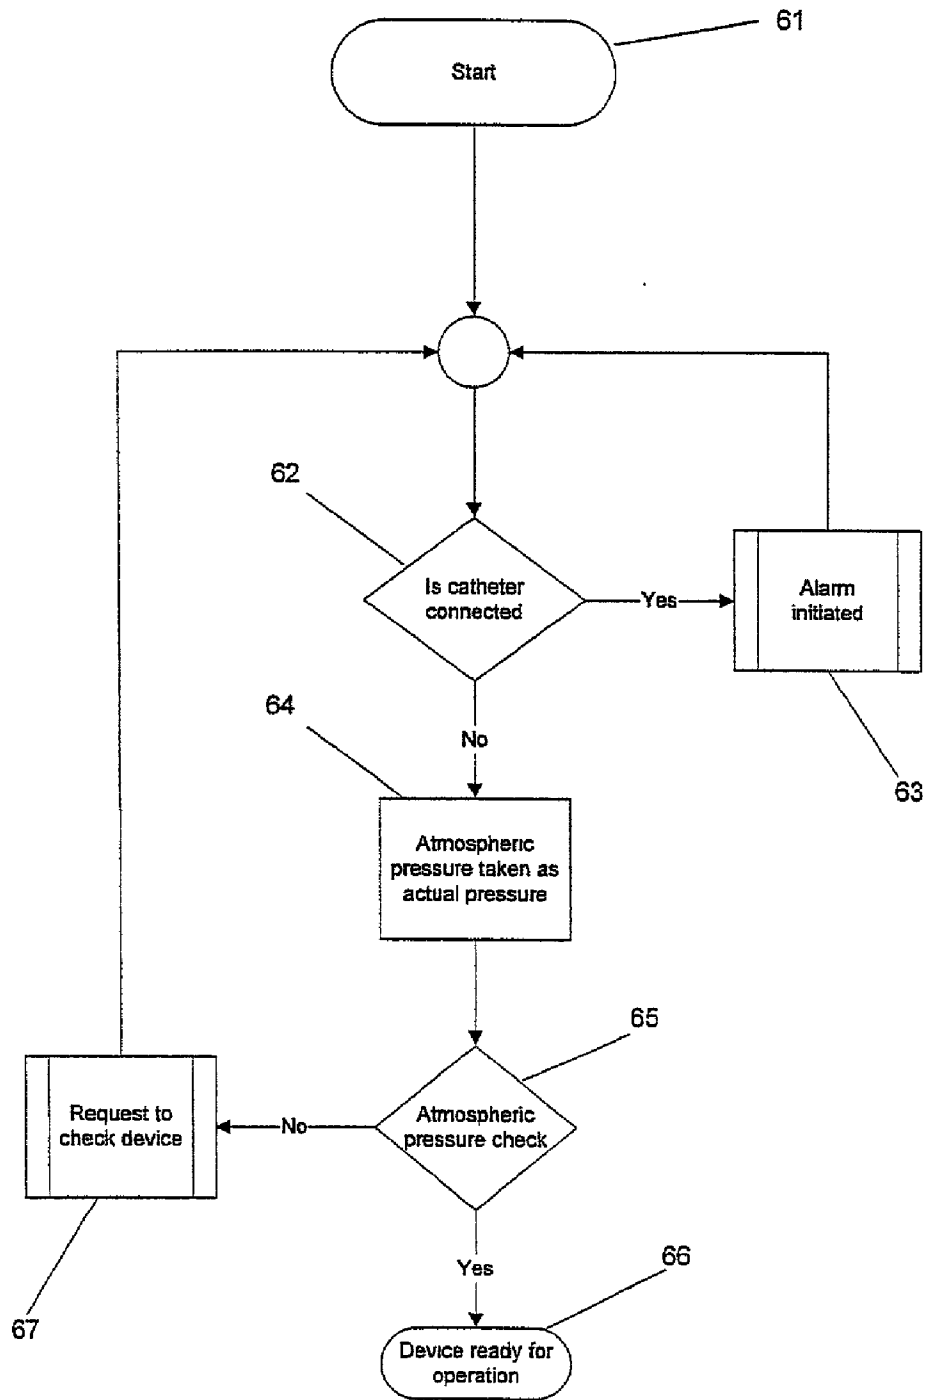 61
Start
62
Is catheter
connected
Yes
Alarm
initiated
63
64
No
Atmospheric
pressure taken as
actual pressure
65
Atmospheric
pressure check
No
Request to
check device
67
Yes
66
Device ready for
operation